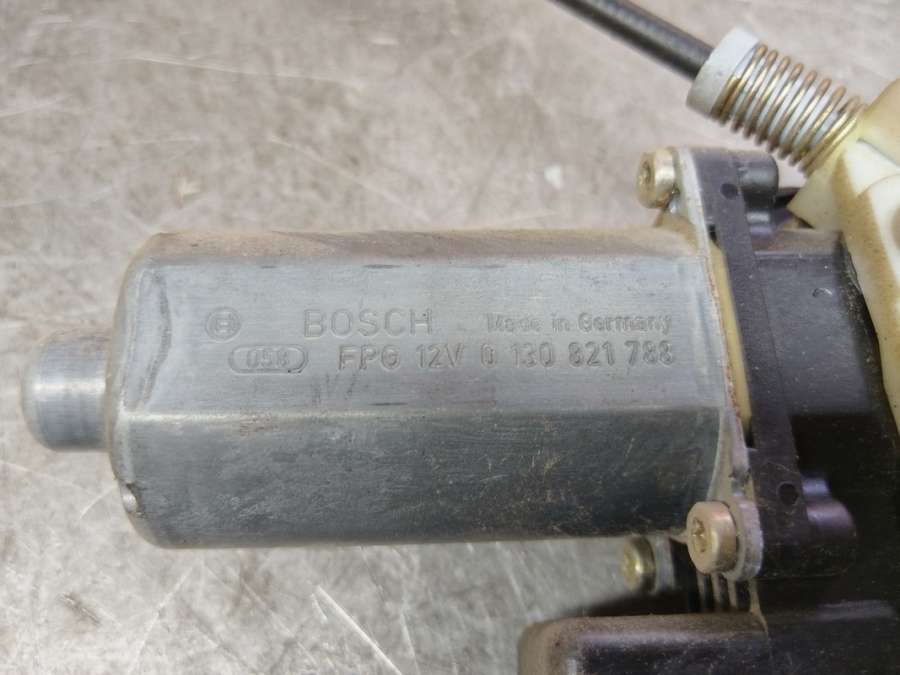 BOSCH Made in Germany
058 FPG 12V 0 130 821 788